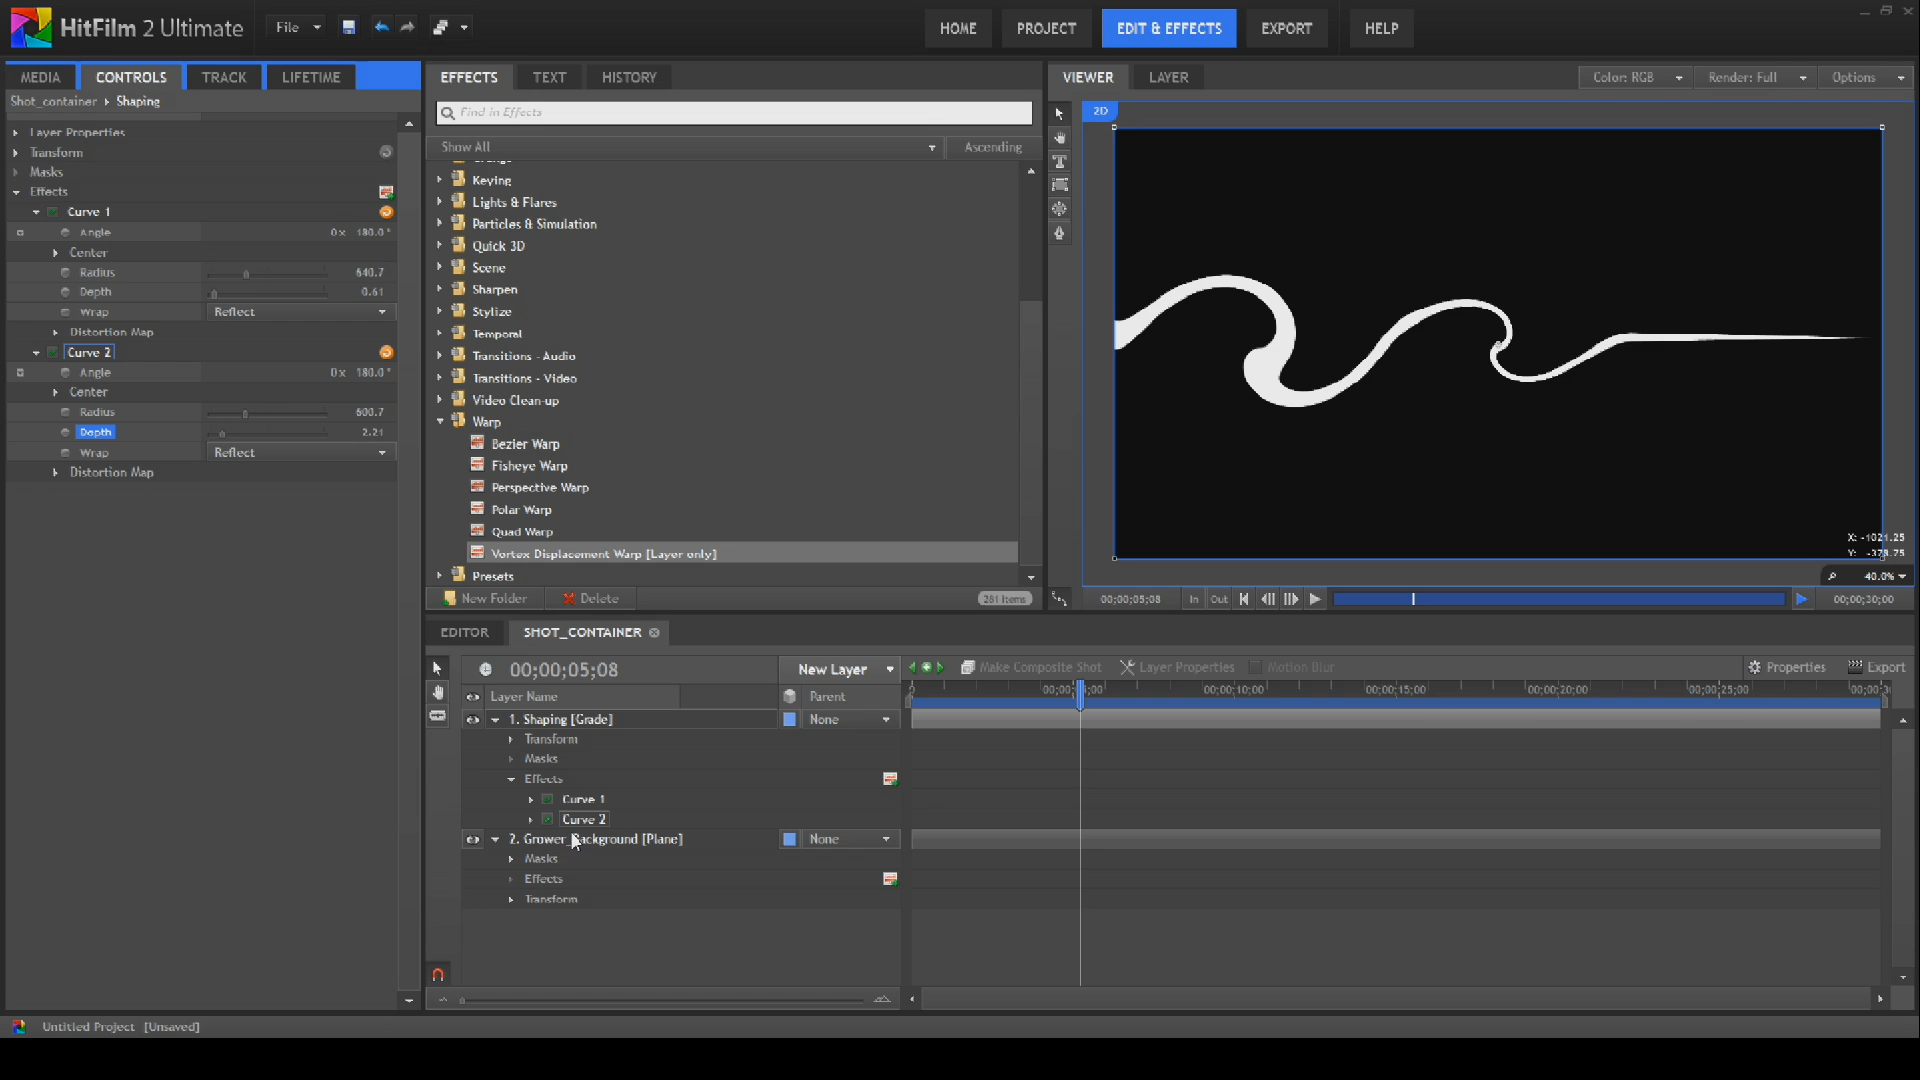 HitFilm 2 Ultimate
File
HOME
PROJECT
EDIT & EFFECTS
EXPORT
HELP
MEDIA
CONTROLS
TRACK
LIFETIME
Shot_container
Shaping
Layer Properties
Transform
Masks
Effects
Curve 1
Angle
0x 180.0°
Center
Radius
640.7
Depth
0.61
Wrap
Reflect
Distortion Map
Curve 2
Angle
0x 180.0°
Center
Radius
600.7
Depth
2.21
Wrap
Reflect
Distortion Map
EFFECTS
TEXT
HISTORY
Find in Effects
Show All
Ascending
Keying
Lights & Flares
Particles & Simulation
Quick 3D
Scene
Sharpen
Stylize
Temporal
Transitions - Audio
Transitions - Video
Video Clean-up
Warp
Bezier Warp
Fisheye Warp
Perspective Warp
Polar Warp
Quad Warp
Vortex Displacement Warp [Layer only]
Presets
New Folder
Delete
281 Items
VIEWER
LAYER
Color: RGB
Render: Full
Options
2D
X: -1021.25
Y:
40.0%
00;00;05;08
In
Out
00;00;30;00
EDITOR
SHOT_CONTAINER
00;00;05;08
New Layer
Make Composite Shot
Layer Properties
Motion Blur
Properties
Export
Layer Name
Parent
0
00;00;10;00
00;00;15;00
00;00;20;00
00;00;25;00
1. Shaping [Grade]
None
Transform
Masks
Effects
Curve 1
Curve 2
2. Grower_Background [Plane]
None
Masks
Effects
Transform
Untitled Project [Unsaved]